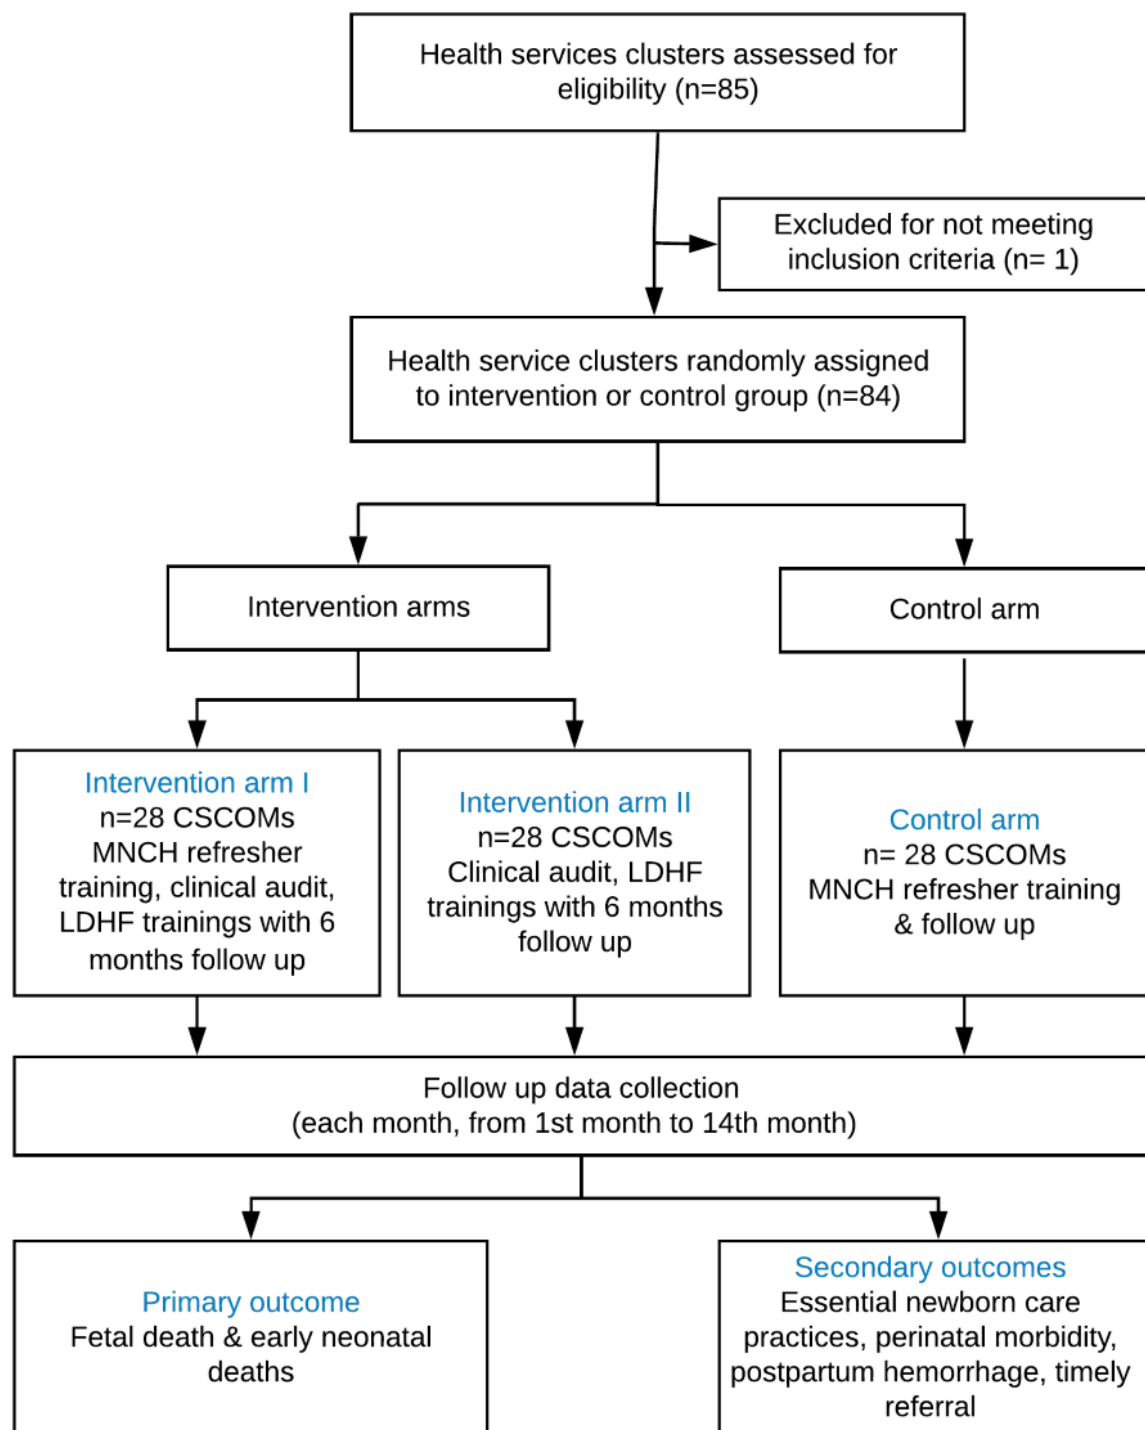 Health services clusters assessed for
eligibility (n=85)
Excluded for not meeting
inclusion criteria (n= 1)
Health service clusters randomly assigned
to intervention or control group (n=84)
Intervention arms
Control arm
Intervention arm I
n=28 CSCOMs
MNCH refresher
training, clinical audit,
LDHF trainings with 6
months follow up
Intervention arm II
n=28 CSCOMs
Clinical audit, LDHF
trainings with 6 months
follow up
Control arm
n= 28 CSCOMs
MNCH refresher training
& follow up
Follow up data collection
(each month, from 1st month to 14th month)
Primary outcome
Fetal death & early neonatal
deaths
Secondary outcomes
Essential newborn care
practices, perinatal morbidity,
postpartum hemorrhage, timely
referral